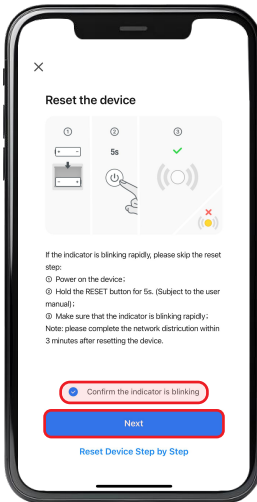 Reset the device
① ② ③
5s
If the indicator is blinking rapidly, please skip the reset
step:
① Power on the device;
② Hold the RESET button for 5s. (Subject to the user
manual);
③ Make sure that the indicator is blinking rapidly;
Note: please complete the network districution within
3 minutes after resetting the device.
Confirm the indicator is blinking
Next
Reset Device Step by Step